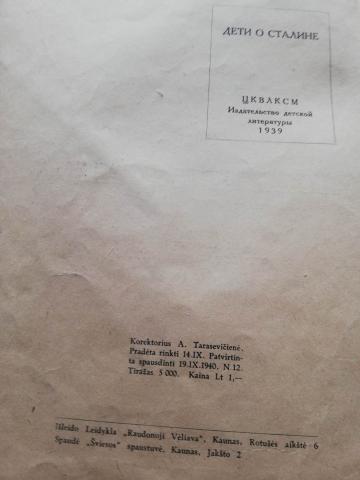 ДЕТИ О СТАЛИНЕ
ЦКВЛКСМ
Издательство детской
литературы
1939
Korektorius A. Tarasevičienė.
Pradėta rinkti 14.IX. Patvirtin-
ta spausdinti 19.IX.1940. N.12.
Tiražas 5 000. Kaina Lt 1,—
Išleido Leidykla „Raudonoji Vėliava", Kaunas, Rotušės aikštė 6
Spaudė „Šviesos" spaustuvė, Kaunas, Jakšto 2